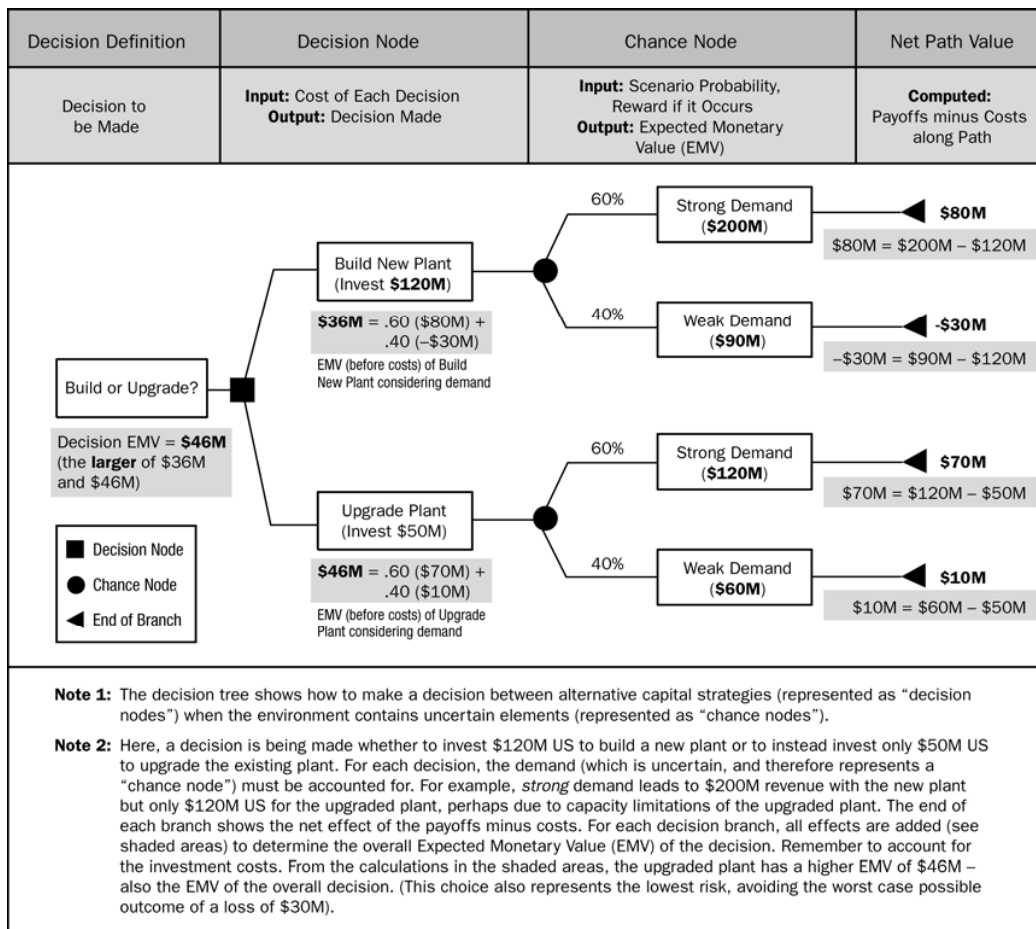 Decision Definition
Decision Node
Chance Node
Net Path Value
Decision to
be Made
Input: Cost of Each Decision
Output: Decision Made
Input: Scenario Probability,
Reward if it Occurs
Output: Expected Monetary
Value (EMV)
Computed:
Payoffs minus Costs
along Path
Build or Upgrade?
Decision EMV = $46M
(the larger of $36M
and $46M)
Decision Node
Chance Node
End of Branch
Build New Plant
(Invest $120M)
$36M = .60 ($80M) +
.40 (–$30M)
EMV (before costs) of Build
New Plant considering demand
60%
Strong Demand
($200M)
$80M
$80M = $200M – $120M
40%
Weak Demand
($90M)
-$30M
–$30M = $90M – $120M
Upgrade Plant
(Invest $50M)
$46M = .60 ($70M) +
.40 ($10M)
EMV (before costs) of Upgrade
Plant considering demand
60%
Strong Demand
($120M)
$70M
$70M = $120M – $50M
40%
Weak Demand
($60M)
$10M
$10M = $60M – $50M
Note 1: The decision tree shows how to make a decision between alternative capital strategies (represented as “decision
nodes”) when the environment contains uncertain elements (represented as “chance nodes”).
Note 2: Here, a decision is being made whether to invest $120M US to build a new plant or to instead invest only $50M US
to upgrade the existing plant. For each decision, the demand (which is uncertain, and therefore represents a
“chance node”) must be accounted for. For example, strong demand leads to $200M revenue with the new plant
but only $120M US for the upgraded plant, perhaps due to capacity limitations of the upgraded plant. The end of
each branch shows the net effect of the payoffs minus costs. For each decision branch, all effects are added (see
shaded areas) to determine the overall Expected Monetary Value (EMV) of the decision. Remember to account for
the investment costs. From the calculations in the shaded areas, the upgraded plant has a higher EMV of $46M –
also the EMV of the overall decision. (This choice also represents the lowest risk, avoiding the worst case possible
outcome of a loss of $30M).